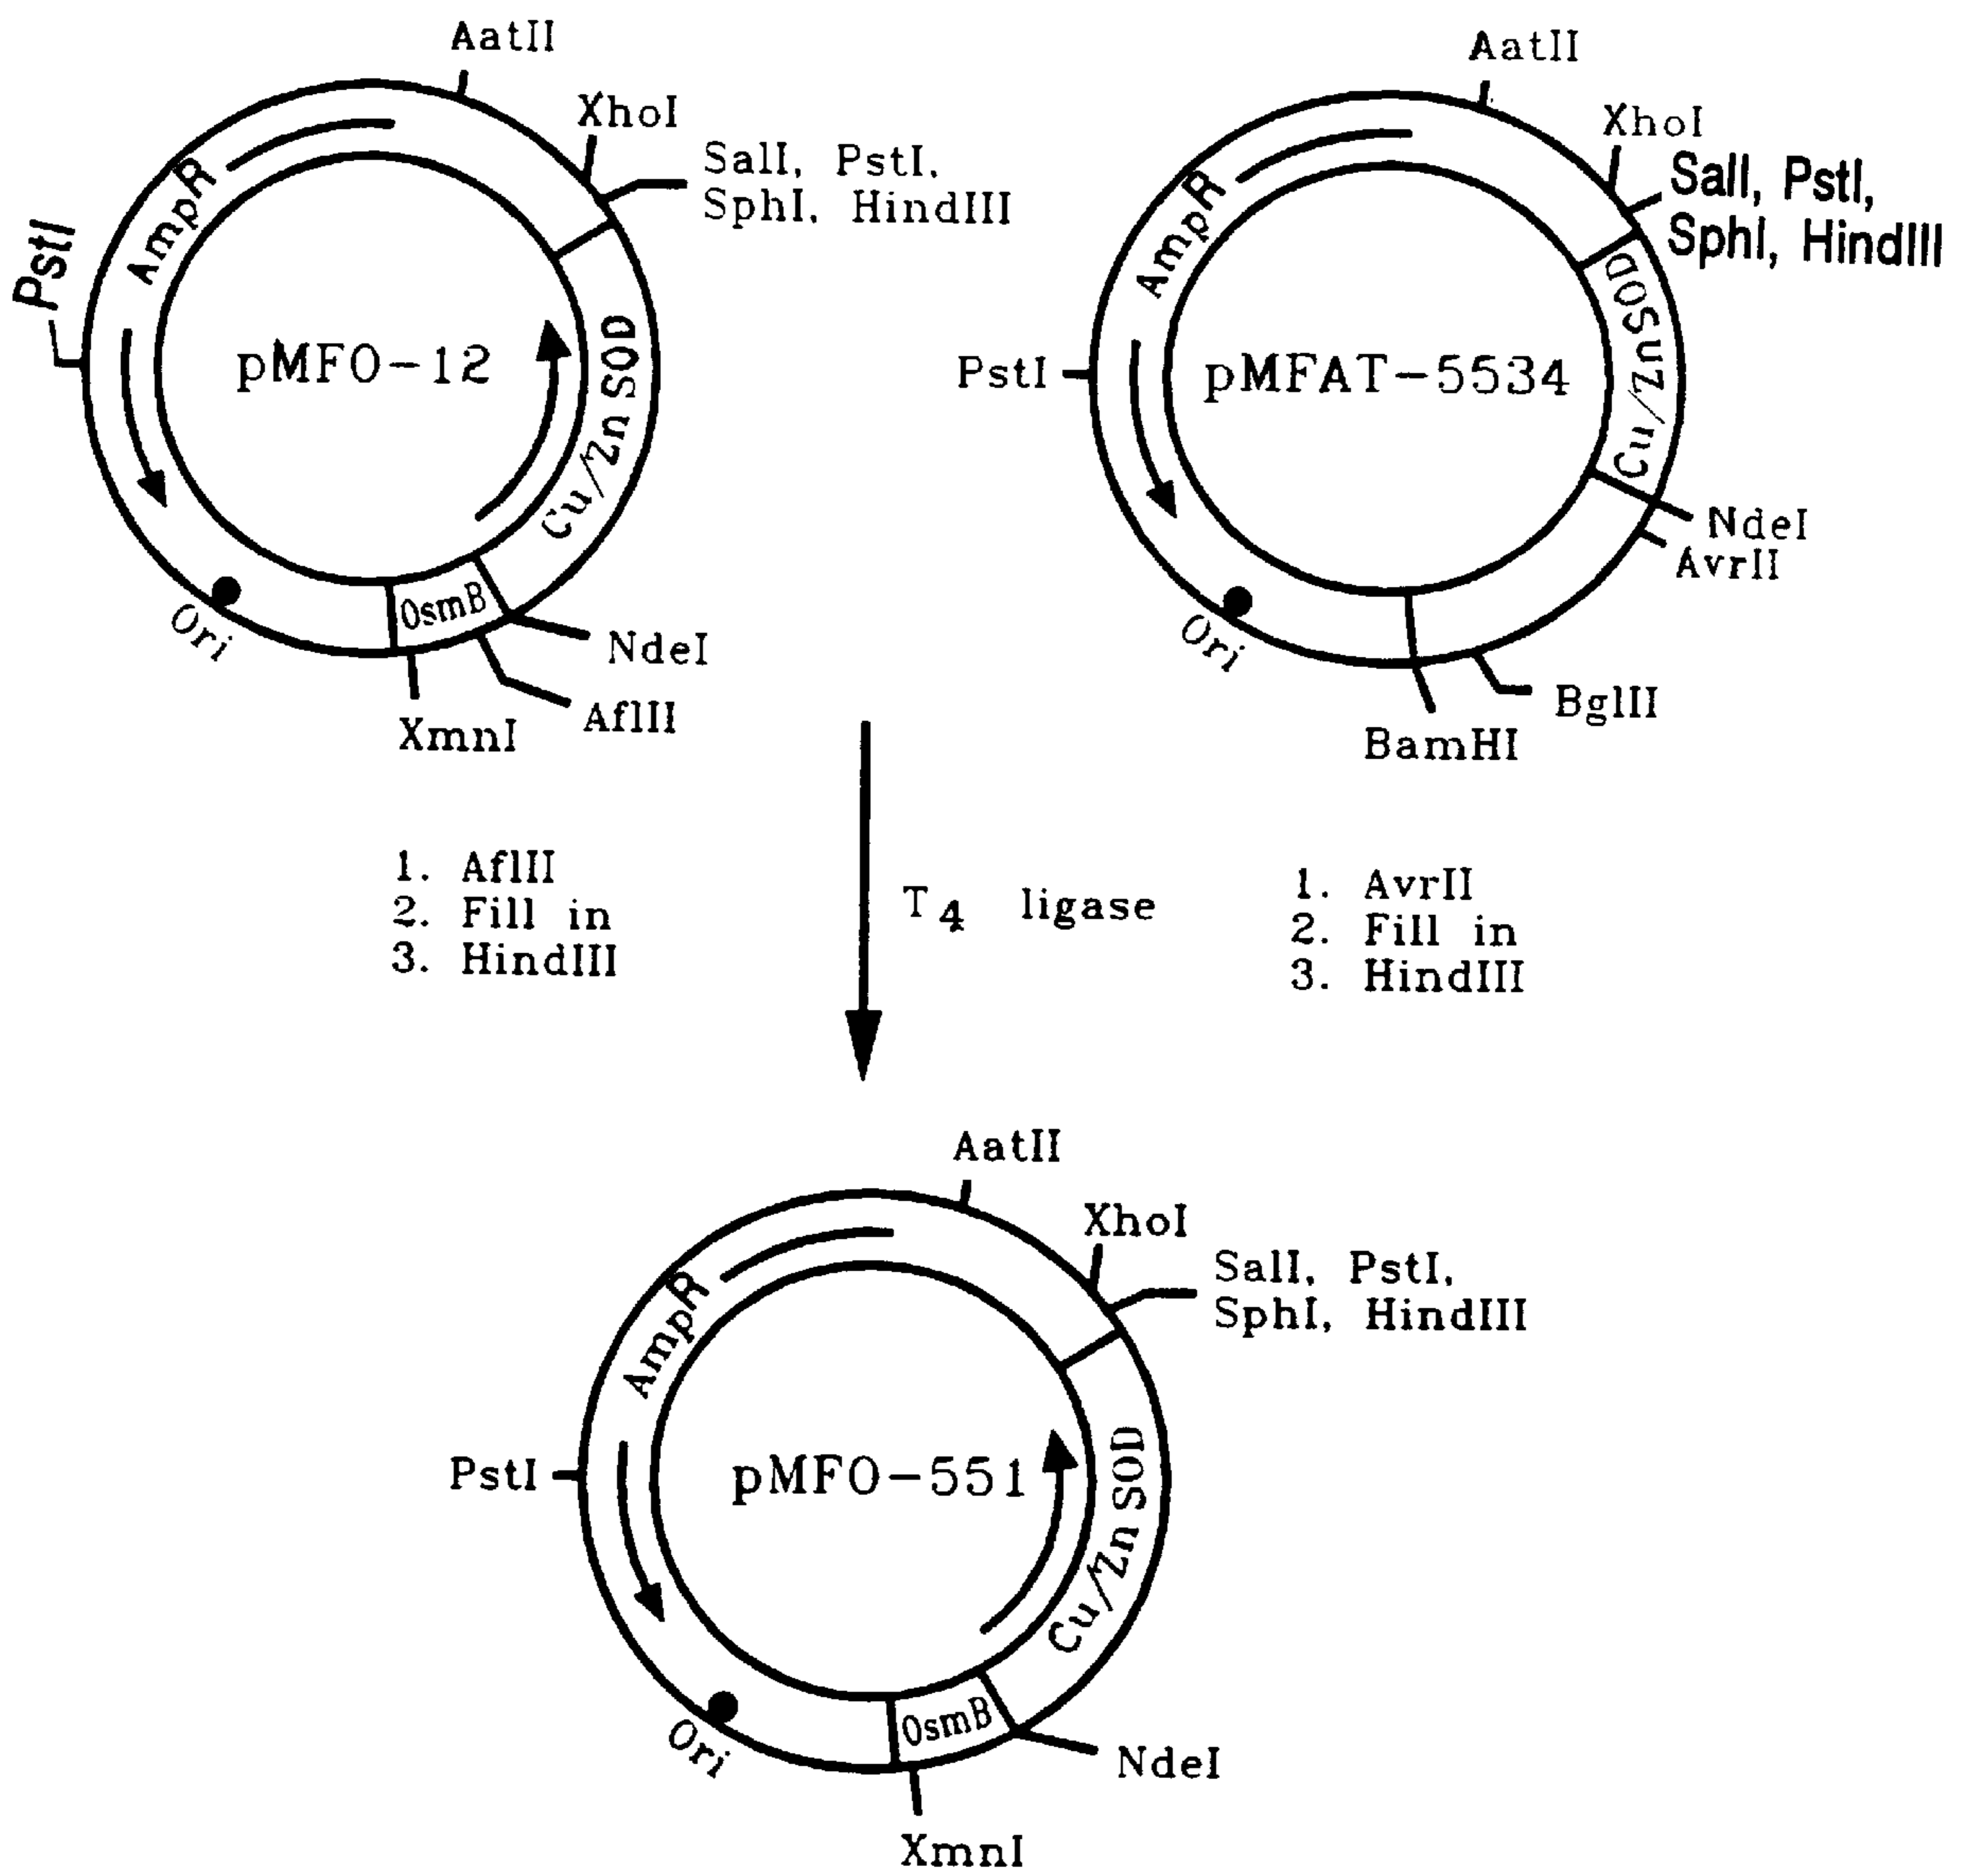 AatII
XhoI
SalI, PstI,
SphI, HindIII
AmpR
PstI
pMFO-12
Cu/Zn SOD
OsmB
Ori
NdeI
AflII
XmnI
AatII
XhoI
SalI, PstI,
SphI, HindIII
AmpR
PstI
pMFAT-5534
Cu/ZuSOD
NdeI
AvrII
Ori
BglII
BamHI
1. AflII
2. Fill in
3. HindIII
T4 ligase
1. AvrII
2. Fill in
3. HindIII
AatII
XhoI
SalI, PstI,
SphI, HindIII
AmpR
PstI
pMFO-551
Cu/Zn SOD
OsmB
Ori
NdeI
XmnI